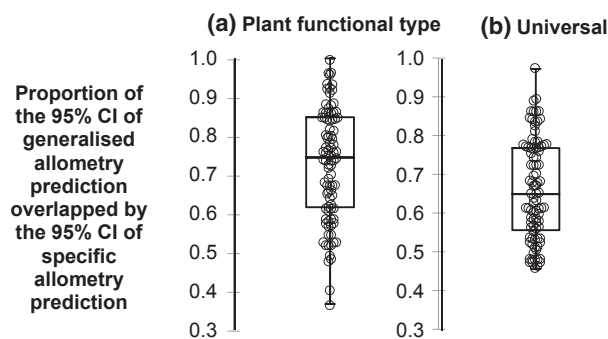 (a) Plant functional type
(b) Universal
Proportion of
the 95% CI of
generalised
allometry
prediction
overlapped by
the 95% CI of
specific
allometry
prediction
1.0
0.9
0.8
0.7
0.6
0.5
0.4
0.3
1.0
0.9
0.8
0.7
0.6
0.5
0.4
0.3